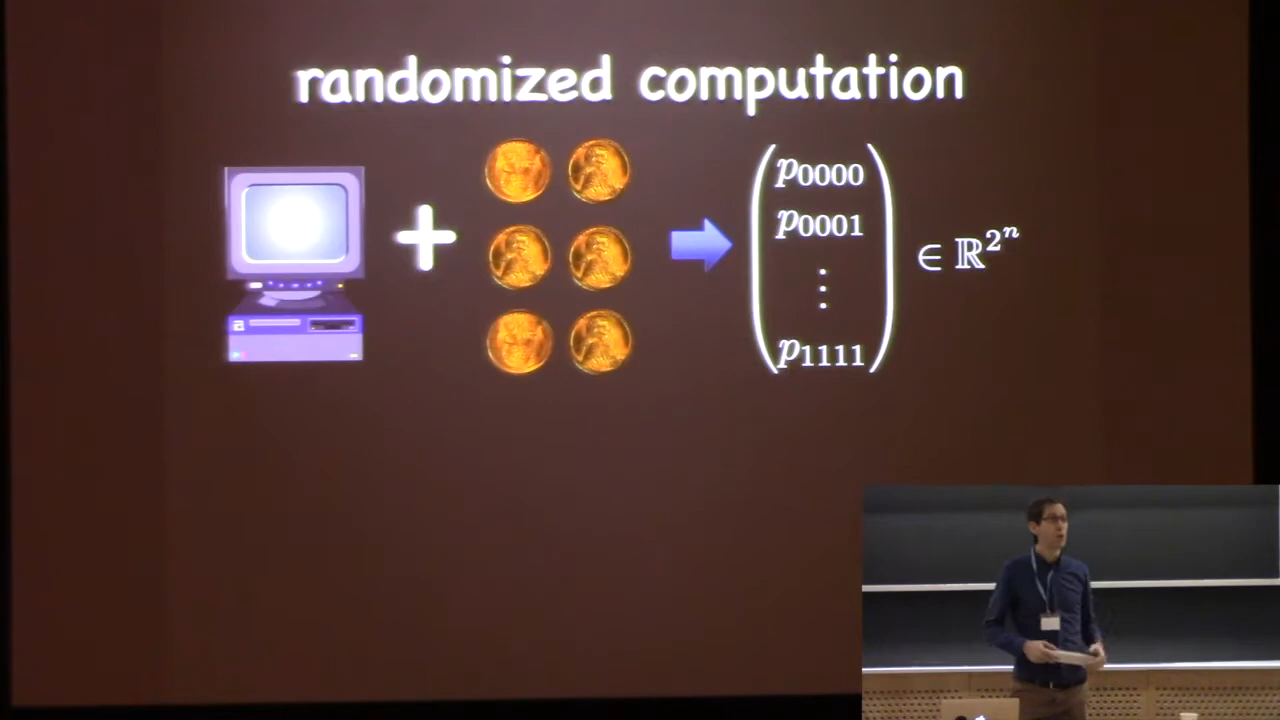 randomized computation
+
p0000
p0001
⋮
p1111
∈ ℝ^{2^n}